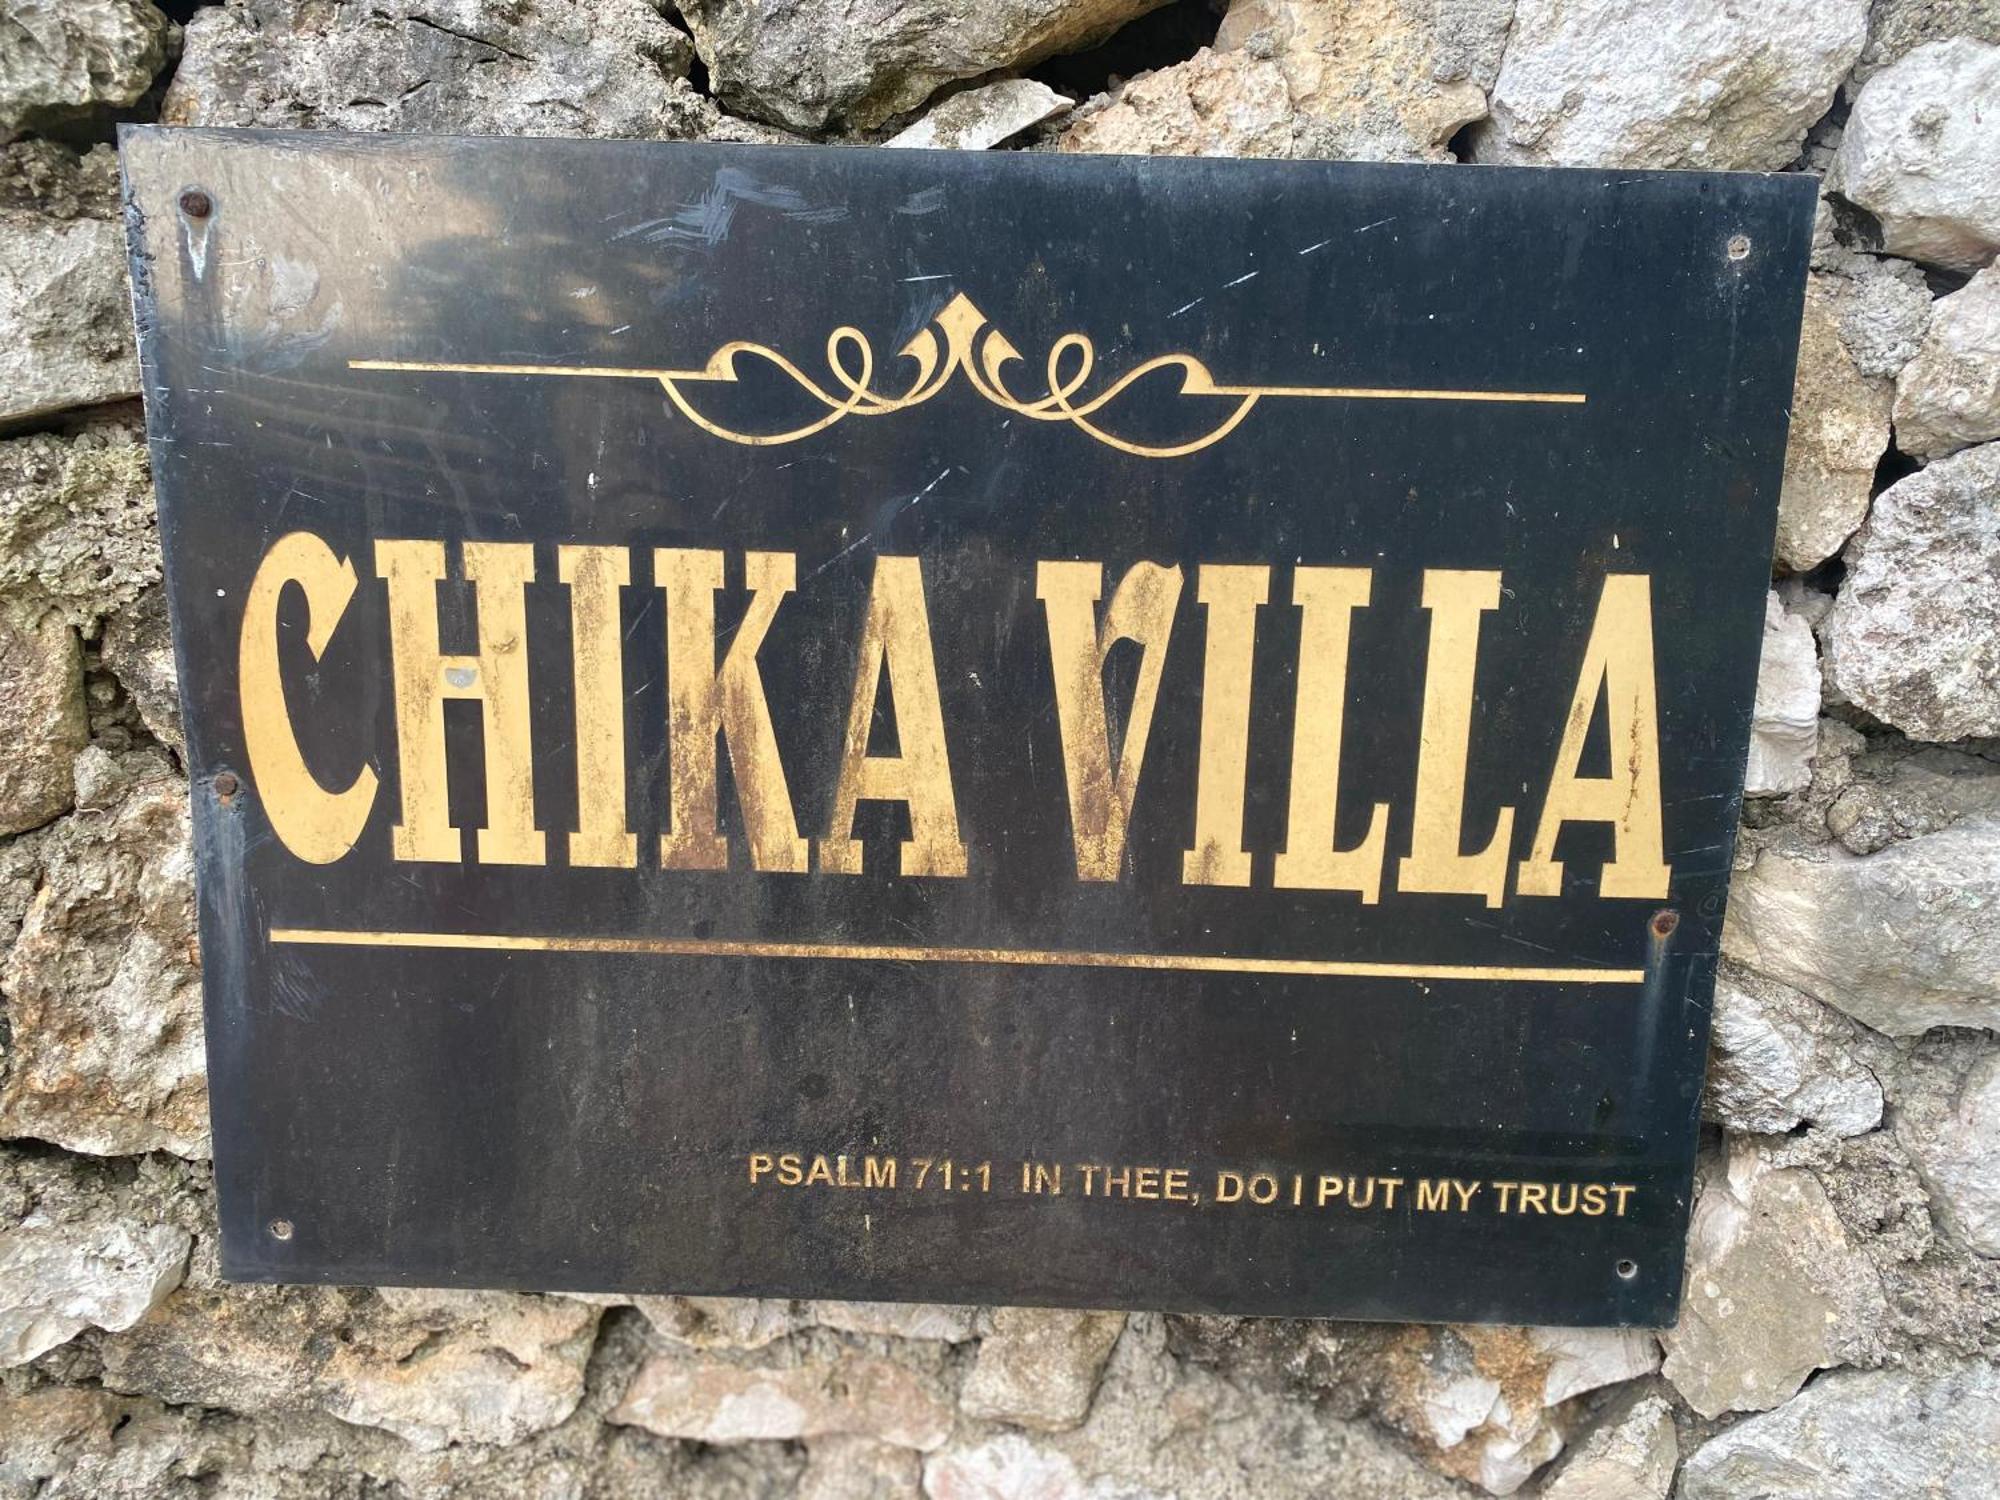 CHIKA VILLA
PSALM 71:1 IN THEE, DO I PUT MY TRUST